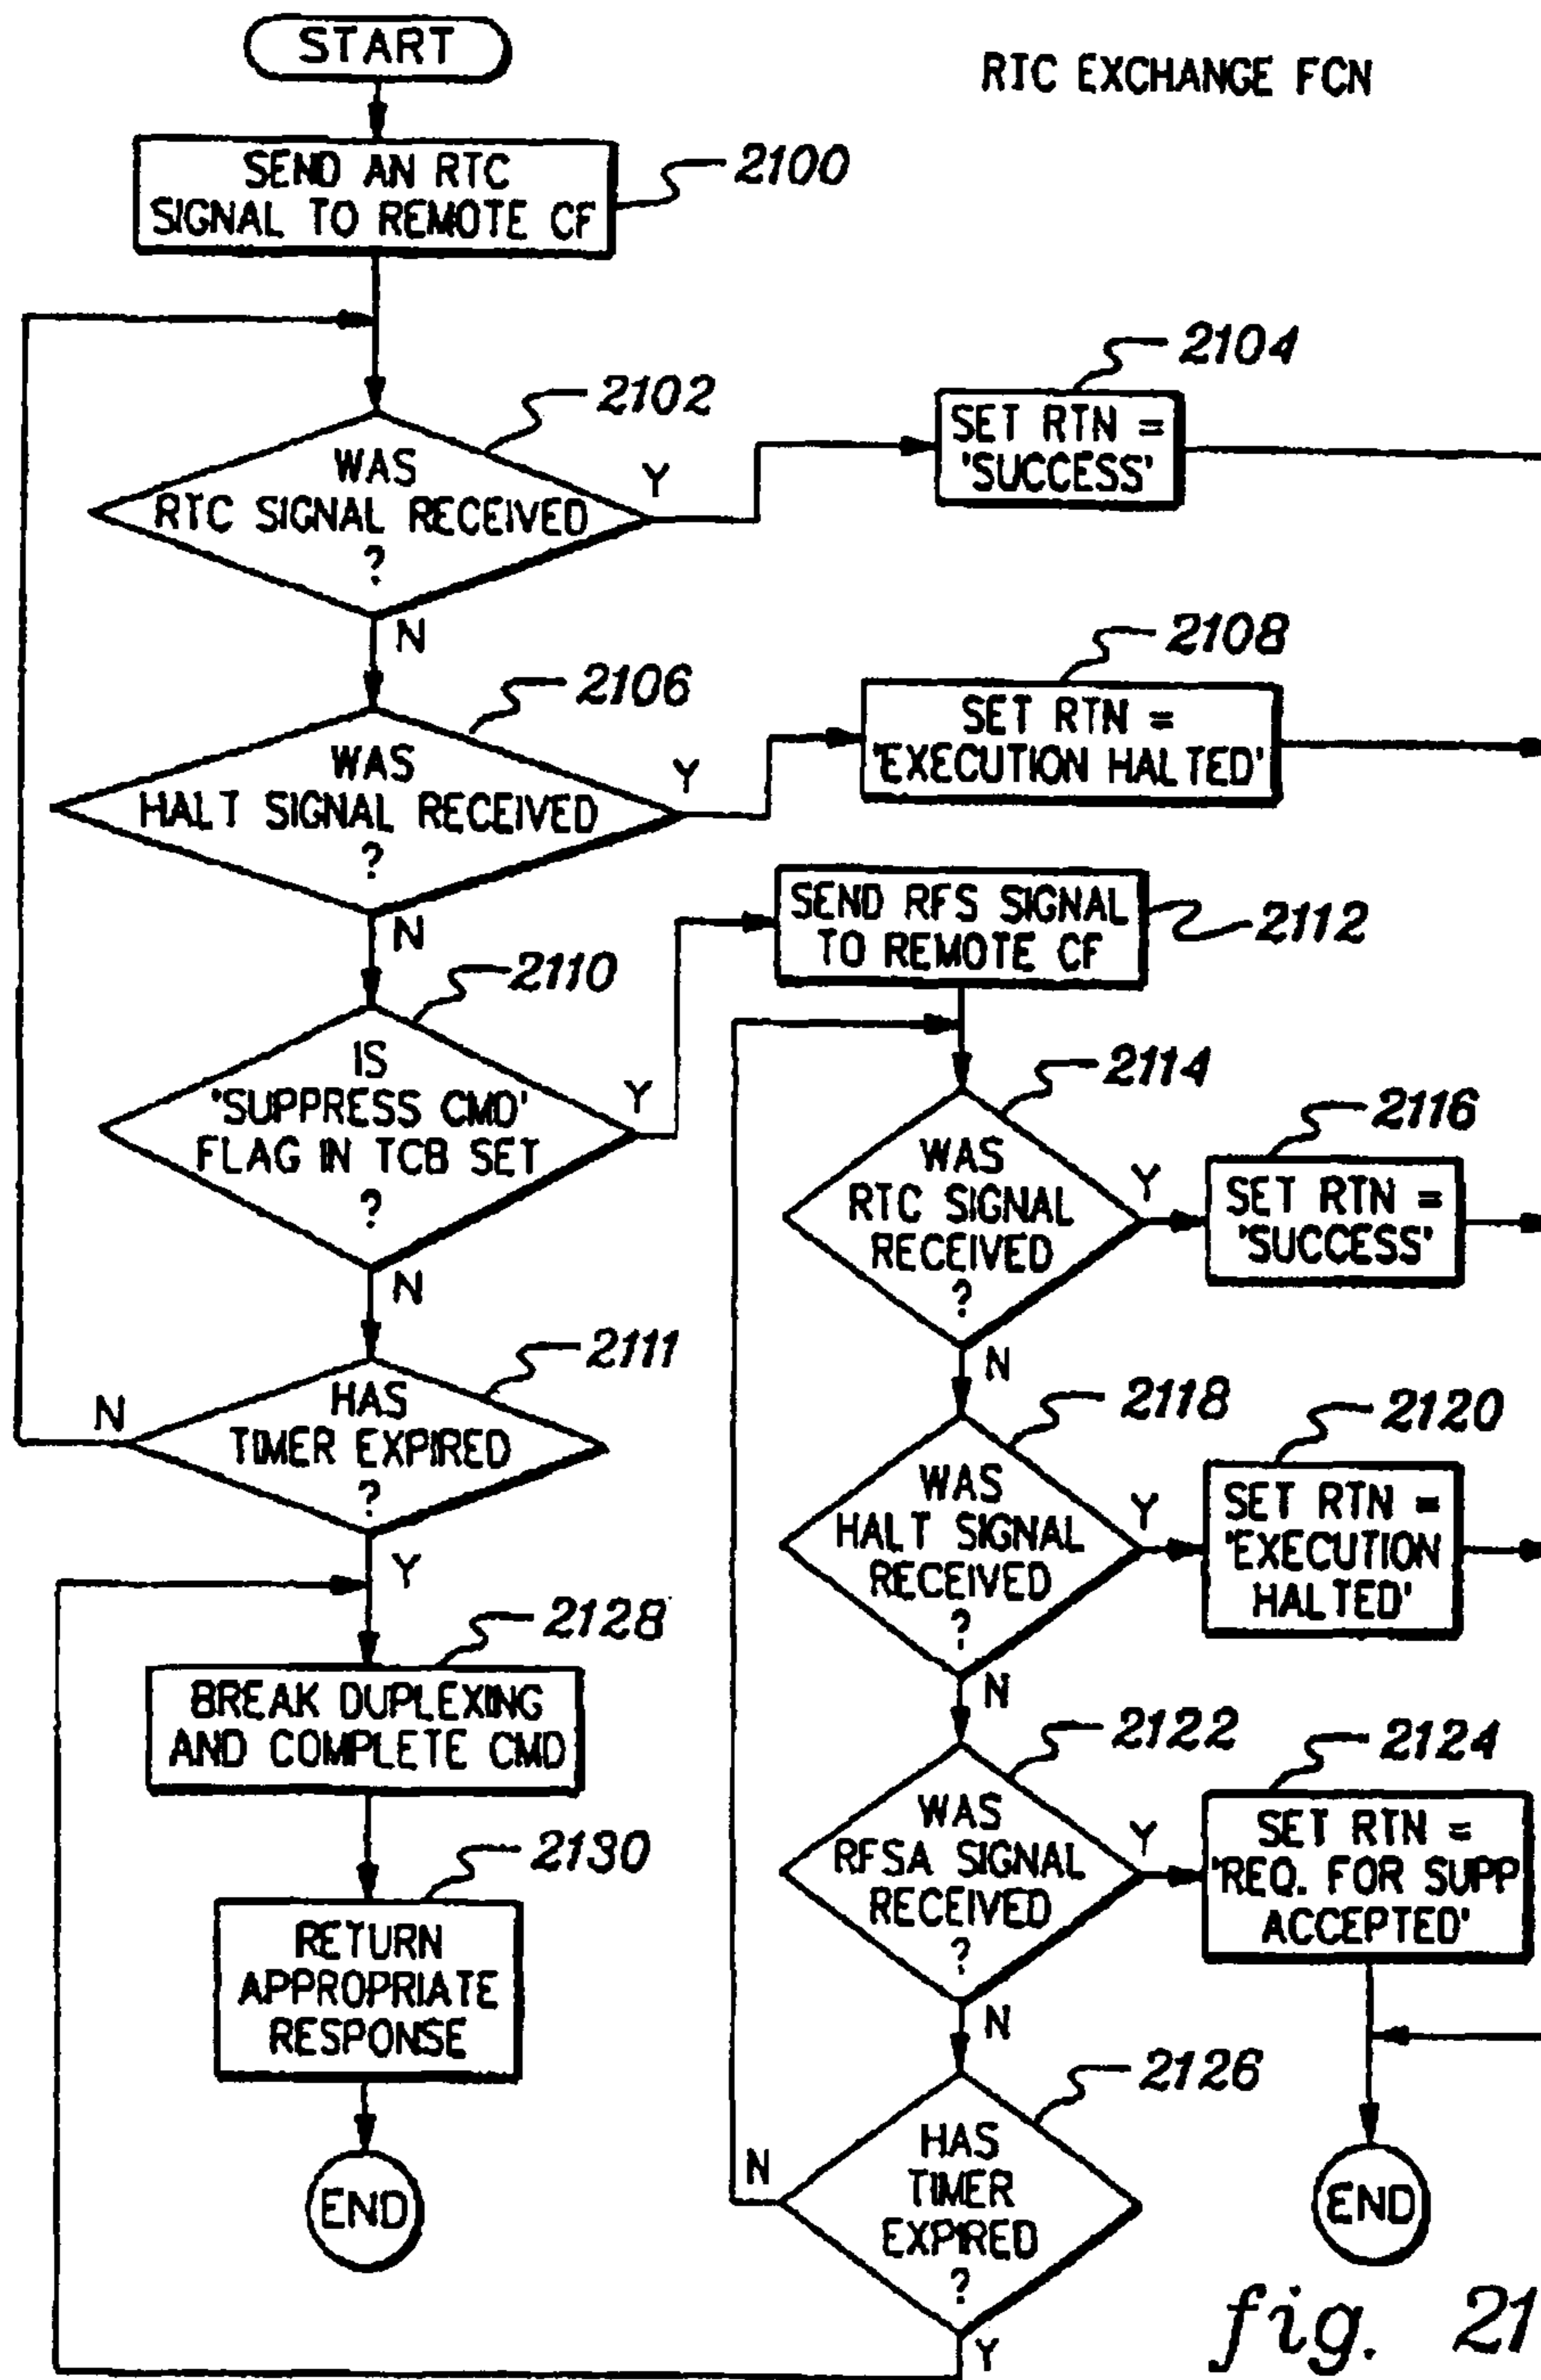 START
RTC EXCHANGE FCN
SEND AN RTC
SIGNAL TO REMOTE CF
2100
2102
WAS
RTC SIGNAL RECEIVED
?
Y
N
2104
SET RTN =
'SUCCESS'
2106
WAS
HALT SIGNAL RECEIVED
?
Y
N
2108
SET RTN =
'EXECUTION HALTED'
2110
IS
'SUPPRESS CMD'
FLAG IN TCB SET
?
Y
N
SEND RFS SIGNAL
TO REMOTE CF
2112
2111
HAS
TIMER EXPIRED
?
N
Y
2114
WAS
RTC SIGNAL
RECEIVED
?
Y
N
2116
SET RTN =
'SUCCESS'
2118
WAS
HALT SIGNAL
RECEIVED
?
Y
N
2120
SET RTN =
'EXECUTION
HALTED'
2128
BREAK DUPLEXING
AND COMPLETE CMD
2122
WAS
RFSA SIGNAL
RECEIVED
?
Y
N
2124
SET RTN =
'REQ. FOR SUPP
ACCEPTED'
2130
RETURN
APPROPRIATE
RESPONSE
END
2126
HAS
TIMER
EXPIRED
?
N
Y
END
fig. 21